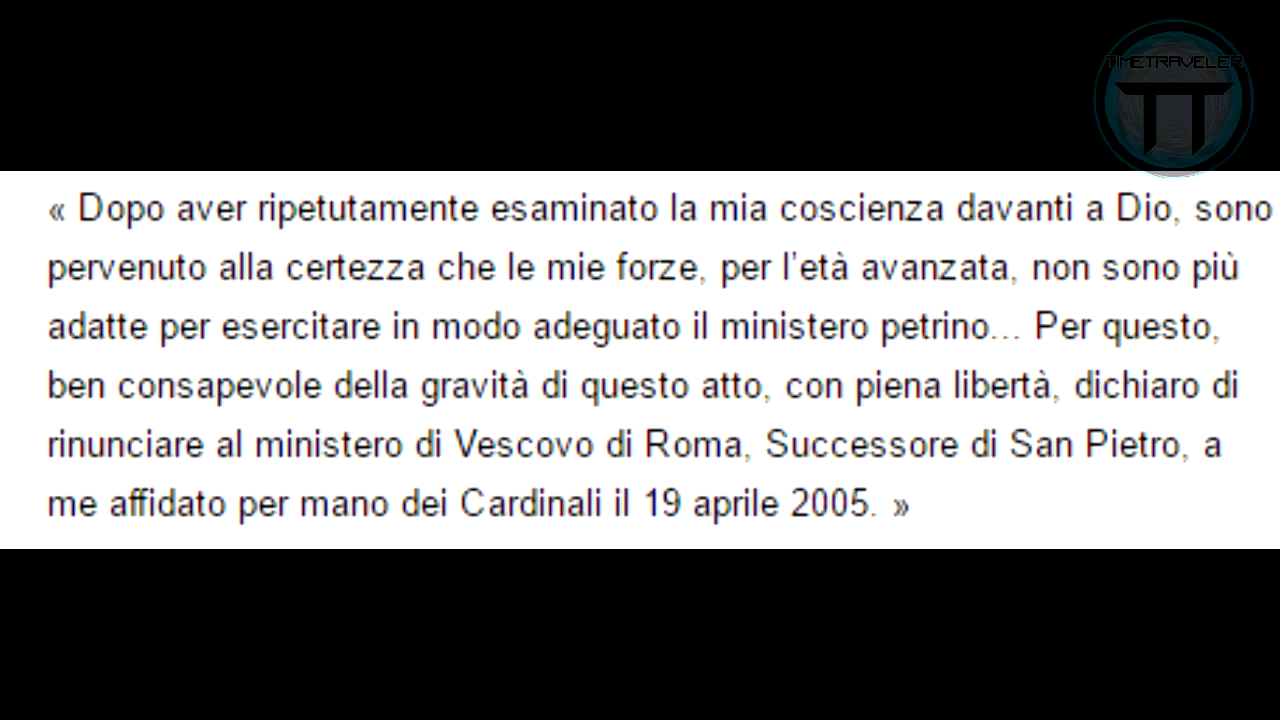 TIMETRAVELER
TT
« Dopo aver ripetutamente esaminato la mia coscienza davanti a Dio, sono
pervenuto alla certezza che le mie forze, per l'età avanzata, non sono più
adatte per esercitare in modo adeguato il ministero petrino... Per questo,
ben consapevole della gravità di questo atto, con piena libertà, dichiaro di
rinunciare al ministero di Vescovo di Roma, Successore di San Pietro, a
me affidato per mano dei Cardinali il 19 aprile 2005. »